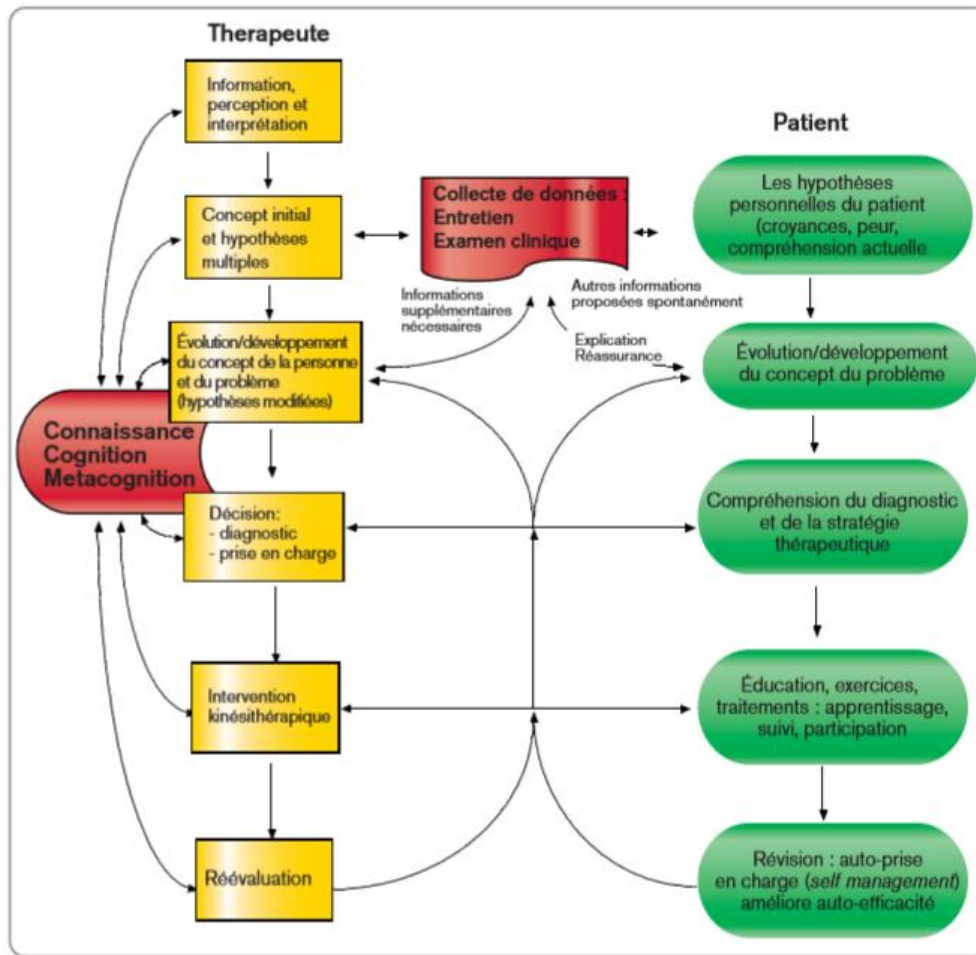 Therapeute
Information,
perception et
interprétation
Patient
Collecte de données :
Entretien
Examen clinique
Les hypothèses
personnelles du patient
(croyances, peur,
compréhension actuelle
Concept initial
et hypothèses
multiples
Informations
supplémentaires
nécessaires
Autres informations
proposées spontanément
Explication
Réassurance
Évolution/développement
du concept de la personne
et du problème
(hypothèses modifiées)
Évolution/développement
du concept du problème
Connaissance
Cognition
Metacognition
Décision:
- diagnostic
- prise en charge
Compréhension du diagnostic
et de la stratégie
thérapeutique
Intervention
kinésithérapique
Éducation, exercices,
traitements : apprentissage,
suivi, participation
Réévaluation
Révision : auto-prise
en charge (self management)
améliore auto-efficacité